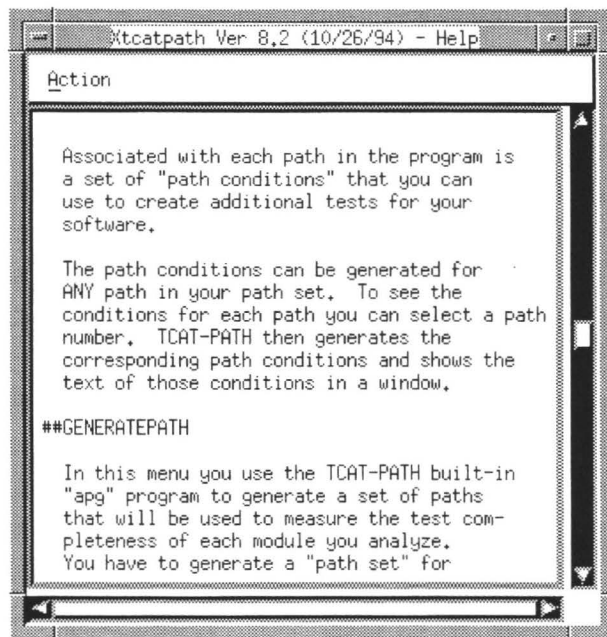 Xtcatpath Ver 8.2 (10/26/94) - Help
Action
Associated with each path in the program is
a set of "path conditions" that you can
use to create additional tests for your
software.
The path conditions can be generated for
ANY path in your path set.  To see the
conditions for each path you can select a path
number.  TCAT-PATH then generates the
corresponding path conditions and shows the
text of those conditions in a window.
##GENERATEPATH
In this menu you use the TCAT-PATH built-in
"apg" program to generate a set of paths
that will be used to measure the test com-
pleteness of each module you analyze.
You have to generate a "path set" for